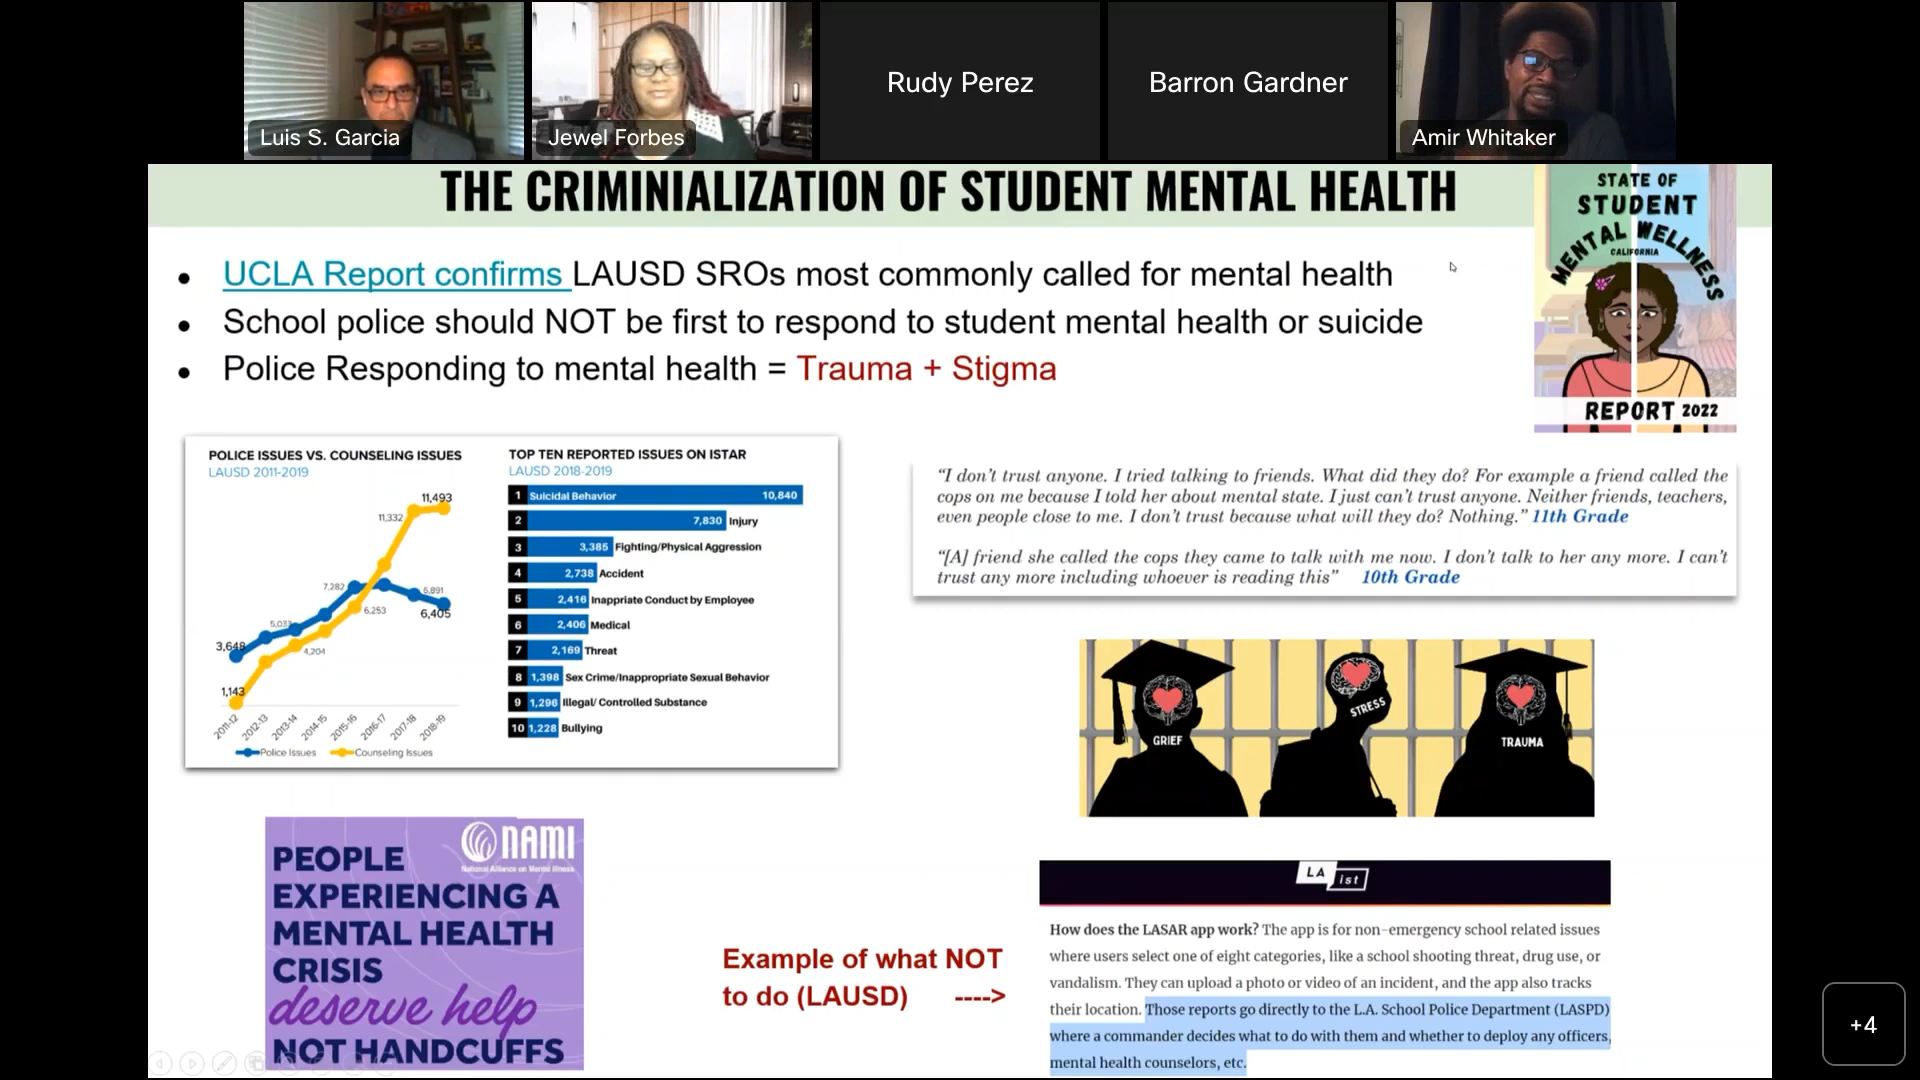 Luis S. Garcia
Jewel Forbes
Rudy Perez
Barron Gardner
Amir Whitaker
THE CRIMINIALIZATION OF STUDENT MENTAL HEALTH
STATE OF
STUDENT
MENTAL WELLNESS
CALIFORNIA
REPORT 2022
● UCLA Report confirms LAUSD SROs most commonly called for mental health
● School police should NOT be first to respond to student mental health or suicide
● Police Responding to mental health = Trauma + Stigma
POLICE ISSUES VS. COUNSELING ISSUES
LAUSD 2011-2019
11,493
11,332
7,282
6,891
6,253
6,405
5,033
4,204
3,648
1,143
2011-12
2012-13
2013-14
2014-15
2015-16
2016-17
2017-18
2018-19
Police Issues Counseling Issues
TOP TEN REPORTED ISSUES ON ISTAR
LAUSD 2018-2019
1 Suicidal Behavior 10,840
2 7,830 Injury
3 3,385 Fighting/Physical Aggression
4 2,738 Accident
5 2,416 Inappriate Conduct by Employee
6 2,406 Medical
7 2,169 Threat
8 1,398 Sex Crime/Inappropriate Sexual Behavior
9 1,296 Illegal/ Controlled Substance
10 1,228 Bullying
“I don’t trust anyone. I tried talking to friends. What did they do? For example a friend called the
cops on me because I told her about mental state. I just can’t trust anyone. Neither friends, teachers,
even people close to me. I don’t trust because what will they do? Nothing.” 11th Grade
“[A] friend she called the cops they came to talk with me now. I don’t talk to her any more. I can’t
trust any more including whoever is reading this” 10th Grade
GRIEF
STRESS
TRAUMA
NAMI
National Alliance on Mental Illness
PEOPLE
EXPERIENCING A
MENTAL HEALTH
CRISIS
deserve help
NOT HANDCUFFS
Example of what NOT
to do (LAUSD) ---->
LA ist
How does the LASAR app work? The app is for non-emergency school related issues
where users select one of eight categories, like a school shooting threat, drug use, or
vandalism. They can upload a photo or video of an incident, and the app also tracks
their location. Those reports go directly to the L.A. School Police Department (LASPD)
where a commander decides what to do with them and whether to deploy any officers,
mental health counselors, etc.
+4